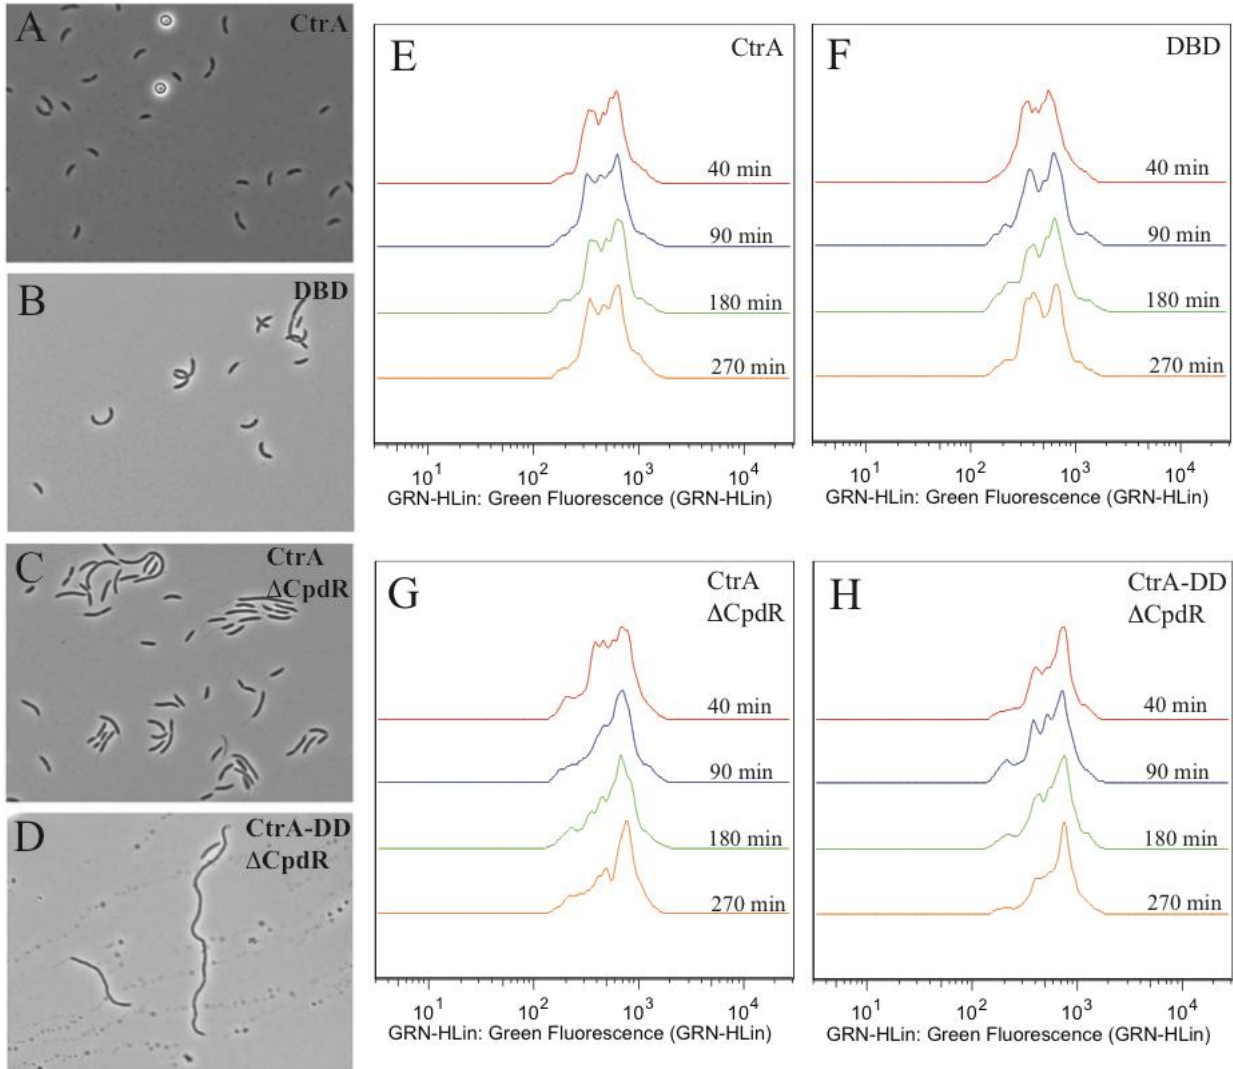 A
CtrA
B
DBD
C
CtrA
ΔCpdR
D
CtrA-DD
ΔCpdR
E
CtrA
40 min
90 min
180 min
270 min
10¹ 10² 10³ 10⁴
GRN-HLin: Green Fluorescence (GRN-HLin)
F
DBD
40 min
90 min
180 min
270 min
10¹ 10² 10³ 10⁴
GRN-HLin: Green Fluorescence (GRN-HLin)
G
CtrA
ΔCpdR
40 min
90 min
180 min
270 min
10¹ 10² 10³ 10⁴
GRN-HLin: Green Fluorescence (GRN-HLin)
H
CtrA-DD
ΔCpdR
40 min
90 min
180 min
270 min
10¹ 10² 10³ 10⁴
GRN-HLin: Green Fluorescence (GRN-HLin)